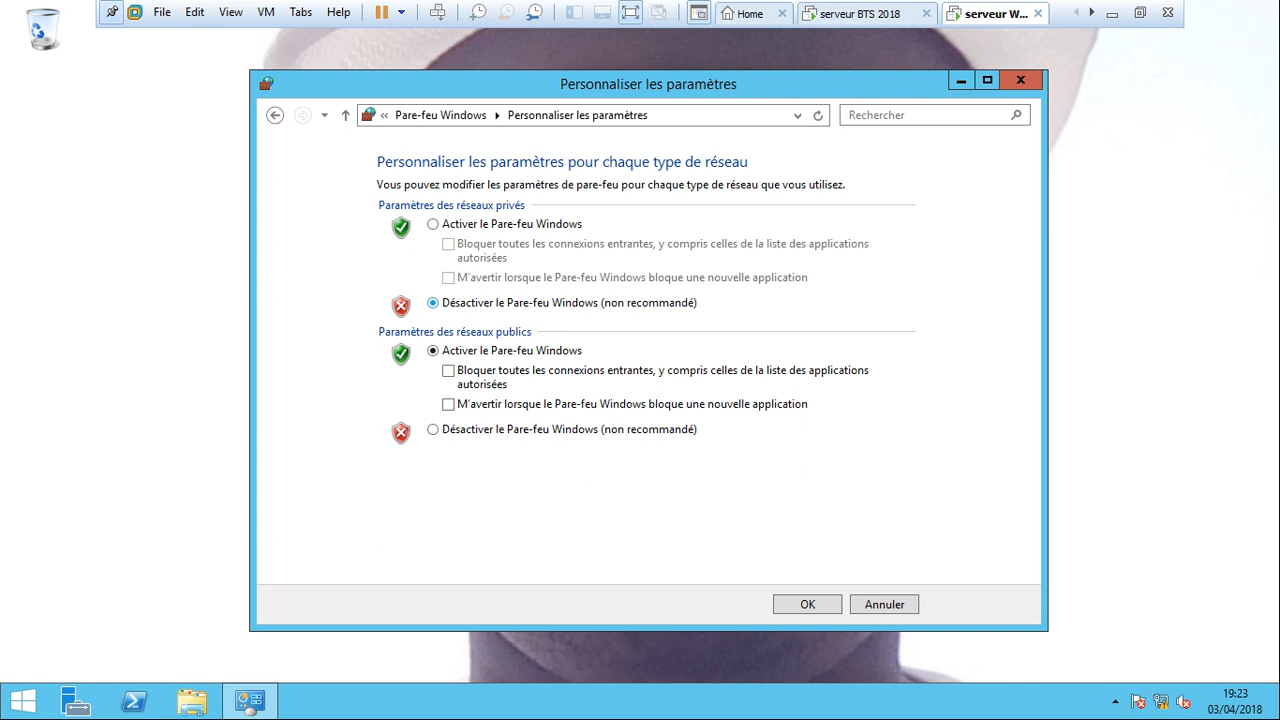 File Edit View VM Tabs Help Home serveur BTS 2018 serveur W...
Personnaliser les paramètres
« Pare-feu Windows Personnaliser les paramètres Rechercher
Personnaliser les paramètres pour chaque type de réseau
Vous pouvez modifier les paramètres de pare-feu pour chaque type de réseau que vous utilisez.
Paramètres des réseaux privés
Activer le Pare-feu Windows
Bloquer toutes les connexions entrantes, y compris celles de la liste des applications
autorisées
M'avertir lorsque le Pare-feu Windows bloque une nouvelle application
Désactiver le Pare-feu Windows (non recommandé)
Paramètres des réseaux publics
Activer le Pare-feu Windows
Bloquer toutes les connexions entrantes, y compris celles de la liste des applications
autorisées
M'avertir lorsque le Pare-feu Windows bloque une nouvelle application
Désactiver le Pare-feu Windows (non recommandé)
OK Annuler
19:23
03/04/2018